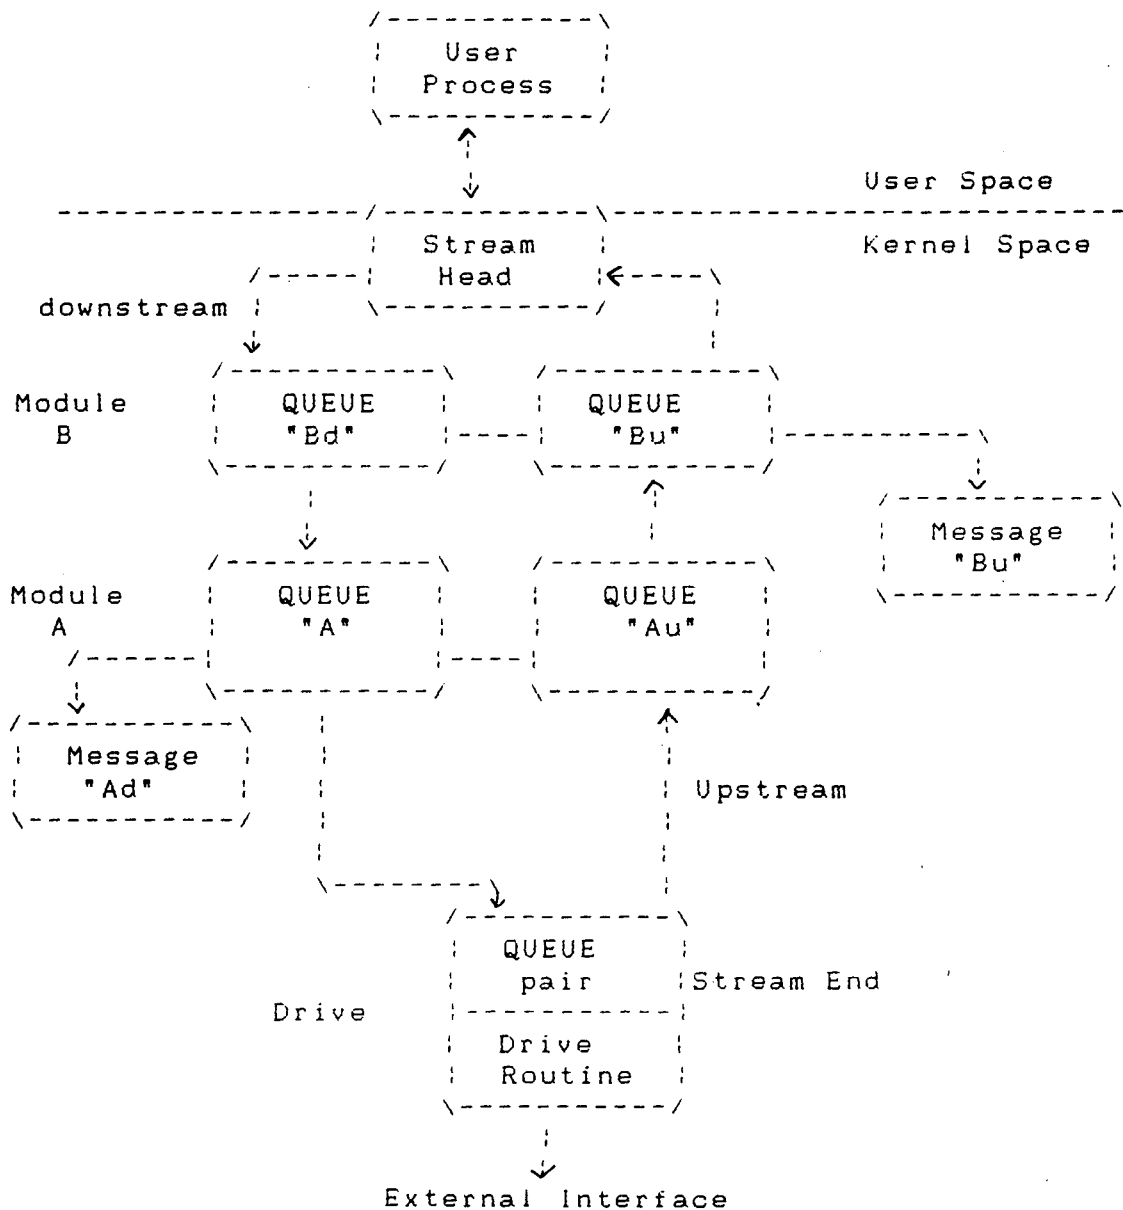 User
Process
User Space
Kernel Space
Stream
Head
downstream
Module
B
QUEUE
"Bd"
QUEUE
"Bu"
Message
"Bu"
Module
A
QUEUE
"A"
QUEUE
"Au"
Message
"Ad"
Upstream
QUEUE
pair
Stream End
Drive
Drive
Routine
External Interface